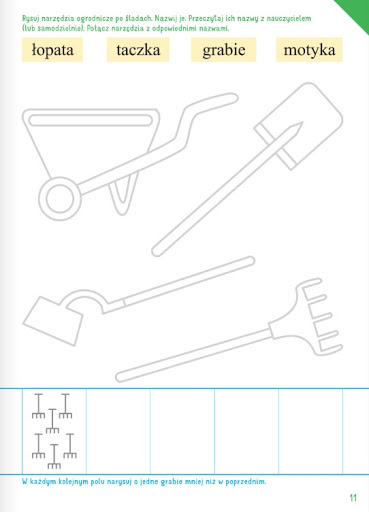 Rysuj narzędzia ogrodnicze po śladach. Nazwij je. Przeczytaj ich nazwy z nauczycielem
(lub samodzielnie). Połącz narzędzia z odpowiednimi nazwami.
łopata taczka grabie motyka
W każdym kolejnym polu narysuj o jedne grabie mniej niż w poprzednim.
11